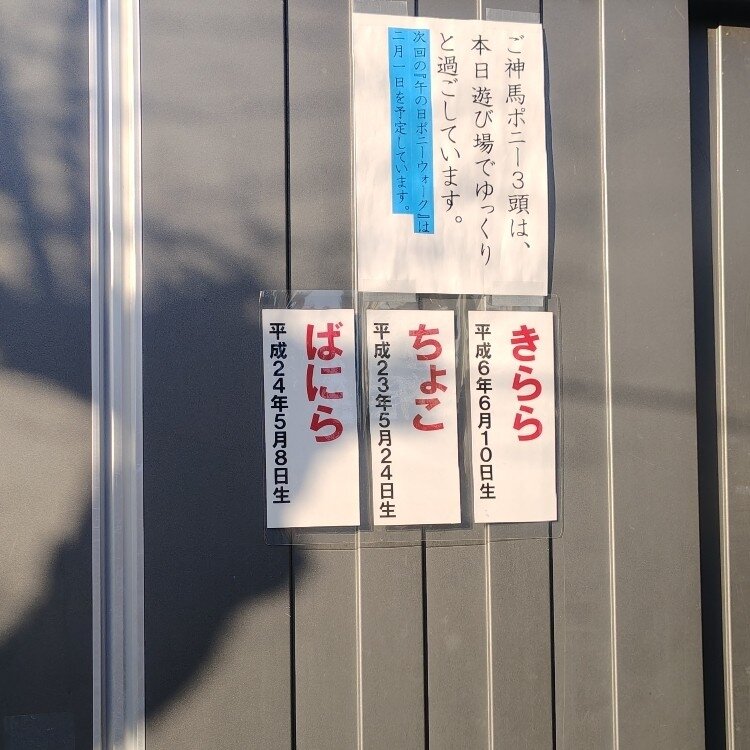 ご神馬ポニー３頭は、
本日遊び場でゆっくり
と過ごしています。
次回の『午の日ポニーウォーク』は
二月一日を予定しています。
きらら
平成6年6月10日生
ちょこ
平成23年5月24日生
ばにら
平成24年5月8日生